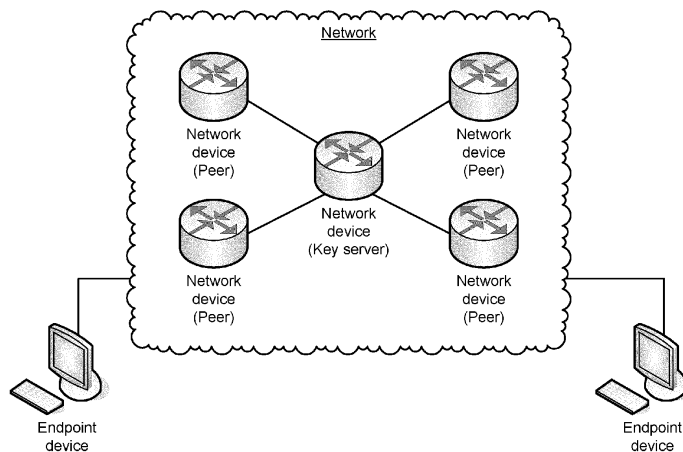 Network
Network
device
(Peer)
Network
device
(Peer)
Network
device
(Key server)
Network
device
(Peer)
Network
device
(Peer)
Endpoint
device
Endpoint
device